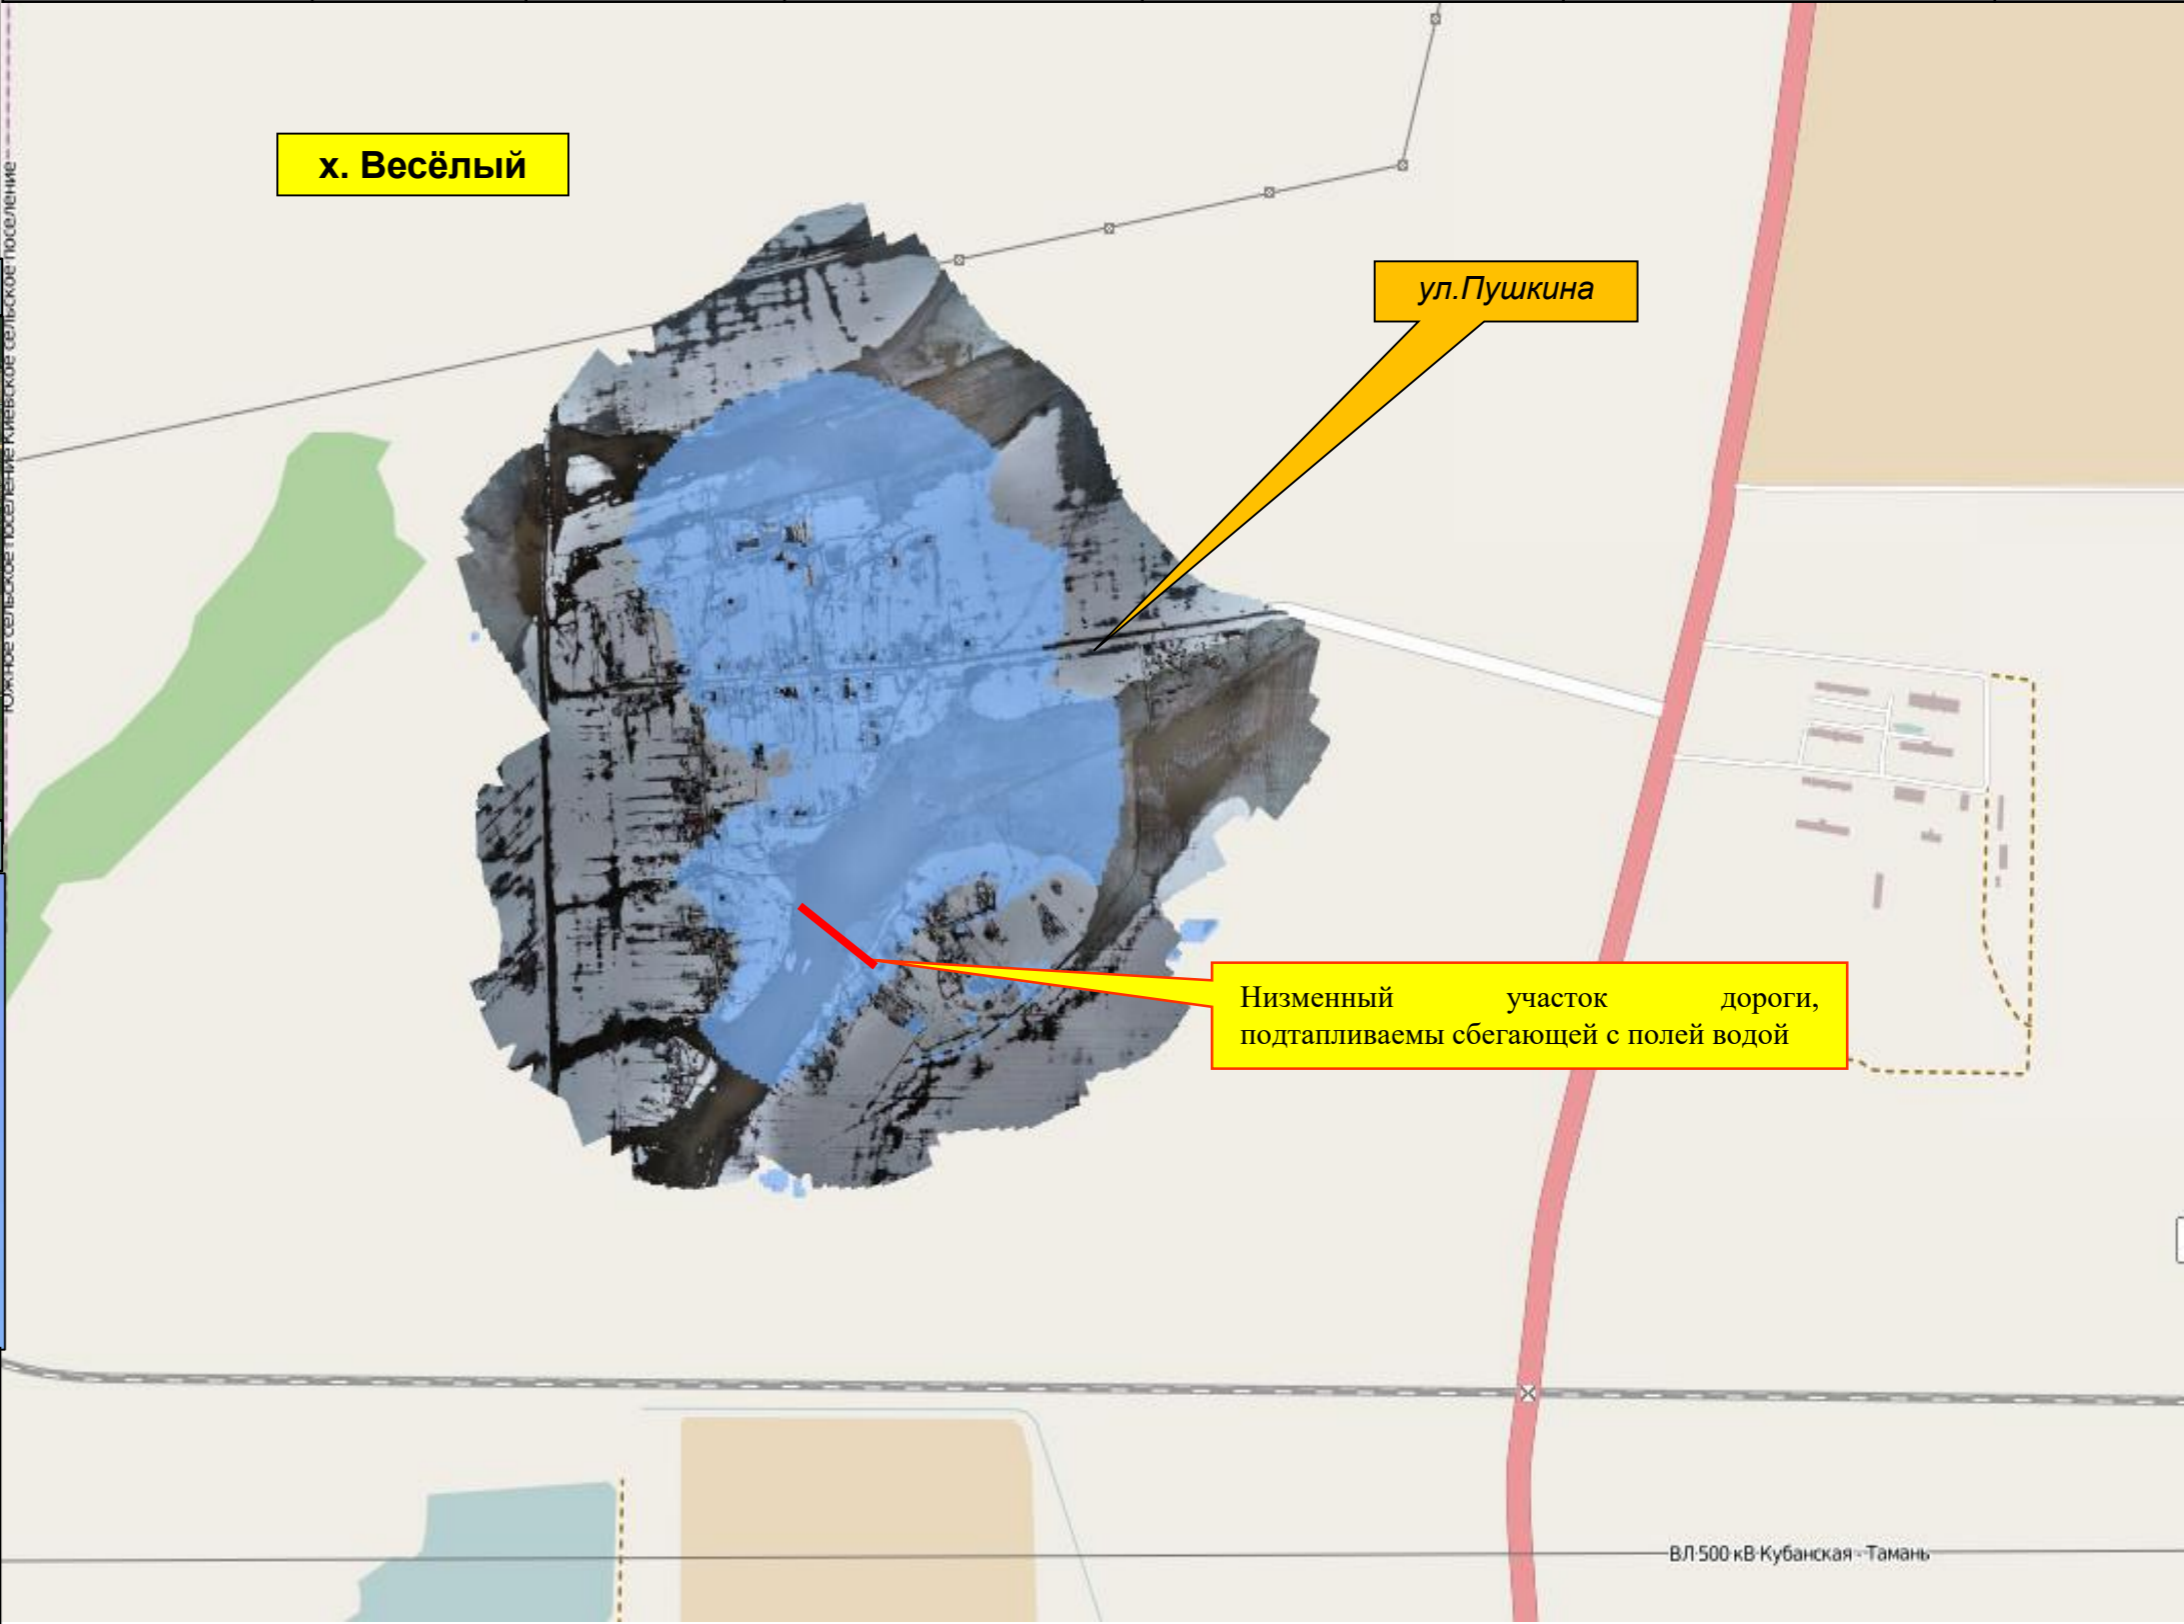 х. Весёлый
ул.Пушкина
Южное сельское поселение Киевское сельское поселение
Низменный участок дороги,
подтапливаемы сбегающей с полей водой
ВЛ 500 кВ Кубанская - Тамань